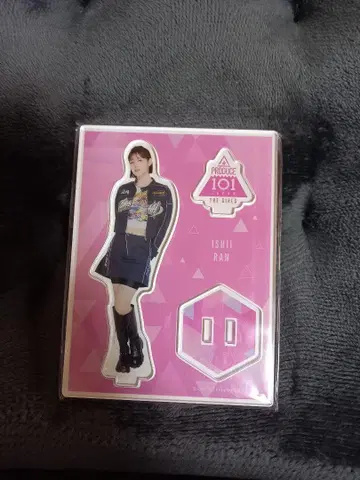 PRODUCE
101
JAPAN
THE GIRLS
ISHII
RAN